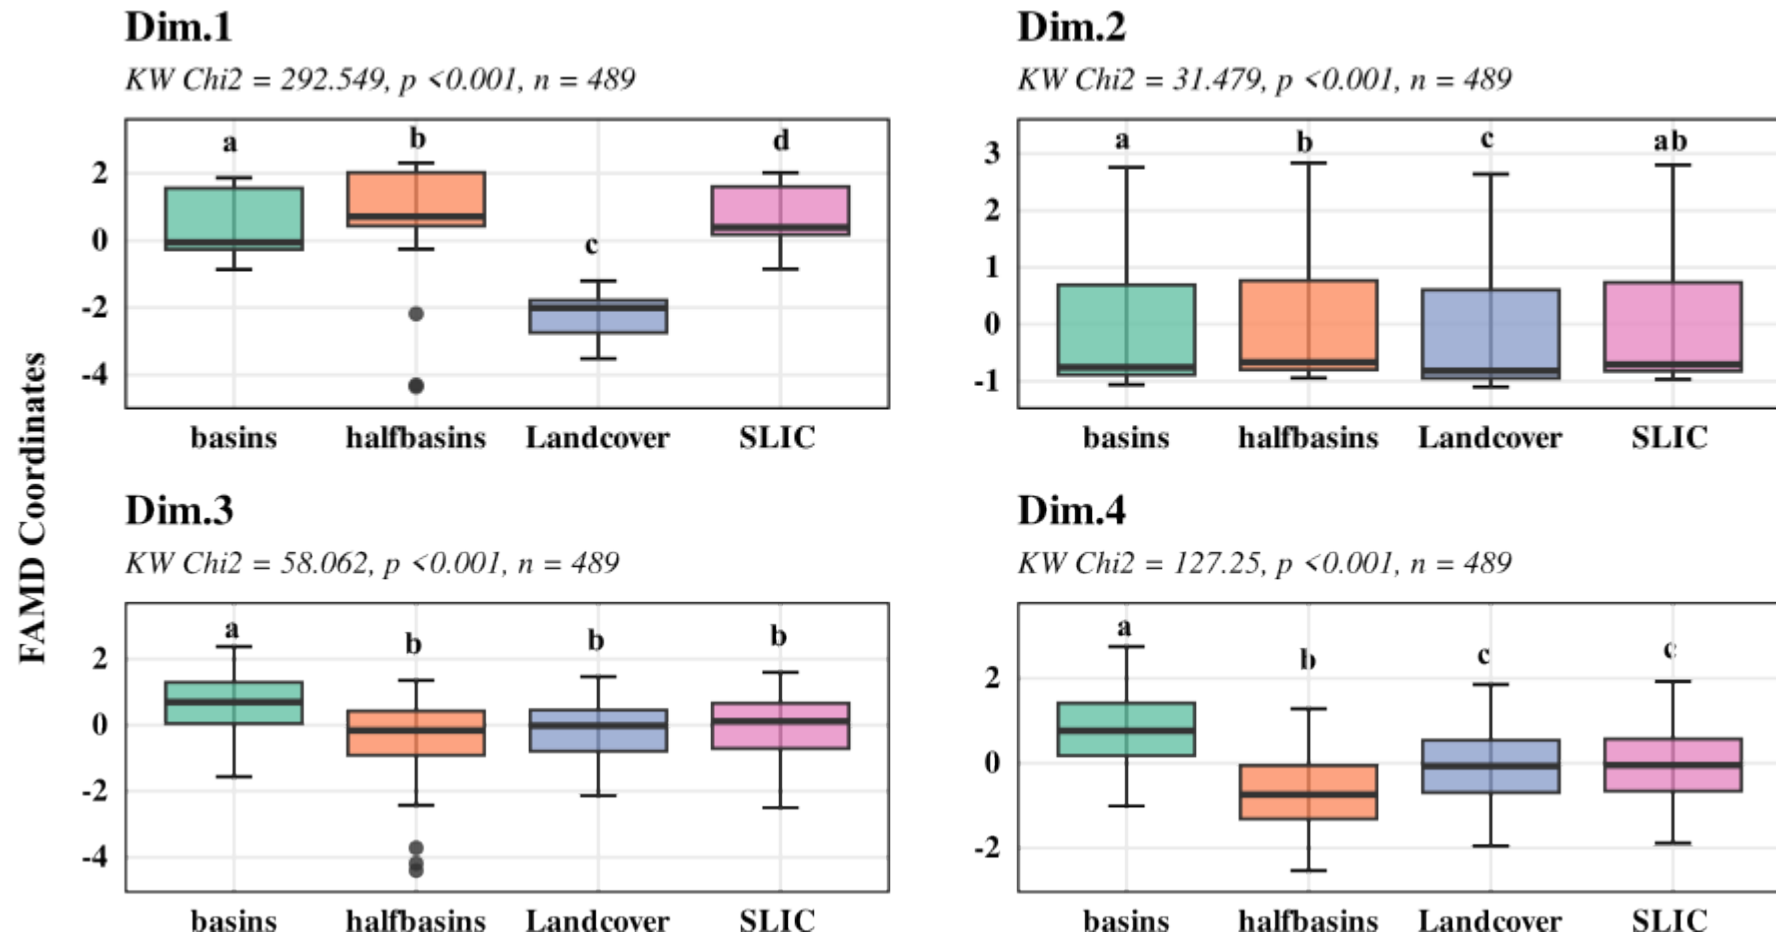 FAMD Coordinates
Dim.1
KW Chi2 = 292.549, p <0.001, n = 489
a b c d
2
0
-2
-4
basins halfbasins Landcover SLIC
Dim.2
KW Chi2 = 31.479, p <0.001, n = 489
a b c ab
3
2
1
0
-1
basins halfbasins Landcover SLIC
Dim.3
KW Chi2 = 58.062, p <0.001, n = 489
a b b b
2
0
-2
-4
basins halfbasins Landcover SLIC
Dim.4
KW Chi2 = 127.25, p <0.001, n = 489
a b c c
2
0
-2
basins halfbasins Landcover SLIC